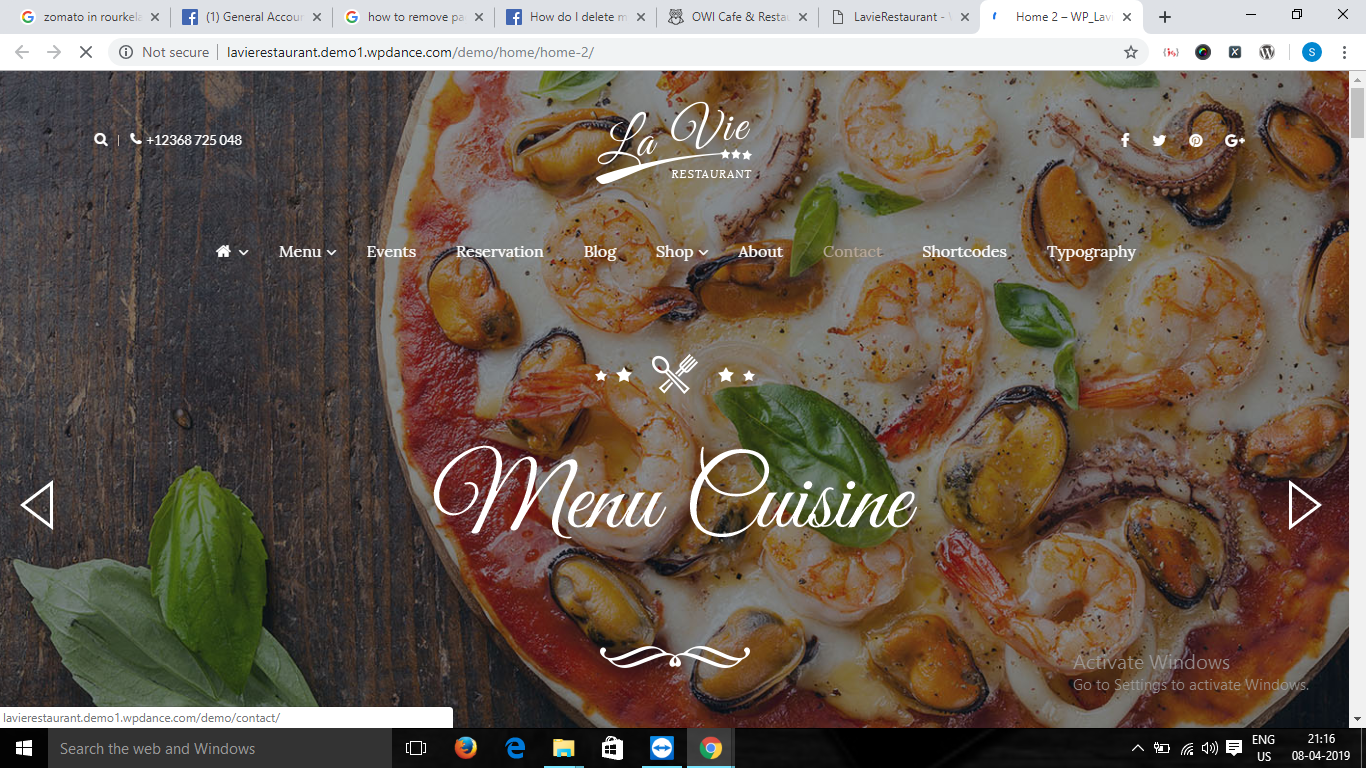 zomato in rourkela
(1) General Accou
how to remove pa
How do I delete m
OWl Cafe & Restau
LavieRestaurant - W
Home 2 – WP_Lavi
Not secure
lavierestaurant.demo1.wpdance.com/demo/home/home-2/
S
+12368 725 048
La Vie
RESTAURANT
Menu Events Reservation Blog Shop About Contact Shortcodes Typography
Menu Cuisine
Activate Windows
Go to Settings to activate Windows.
lavierestaurant.demo1.wpdance.com/demo/contact/
Search the web and Windows
ENG
US
21:16
08-04-2019